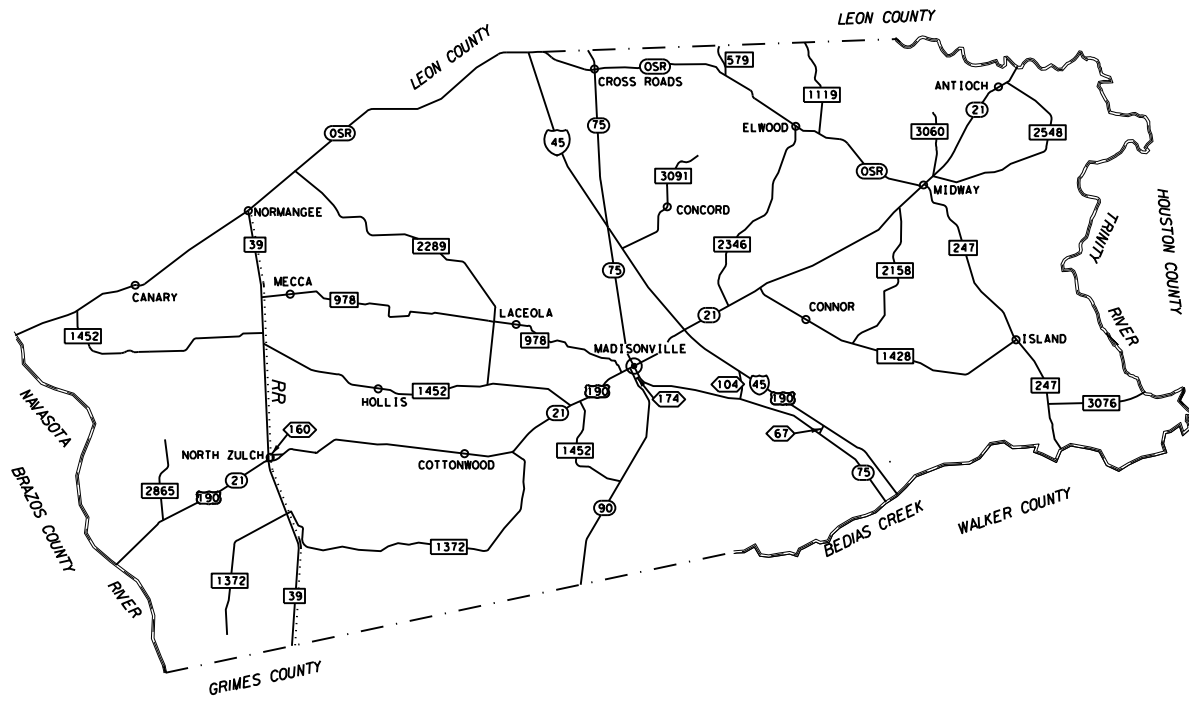 LEON COUNTY
LEON COUNTY
579
OSR
CROSS ROADS
ANTIOCH
1119
21
75
ELWOOD
3060
2548
OSR
45
OSR
3091
MIDWAY
CONCORD
NORMANGEE
HOUSTON COUNTY
39
2289
2346
247
TRINITY
RIVER
75
2158
MECCA
CANARY
978
LACEOLA
21
CONNOR
1452
978
MADISONVILLE
ISLAND
1428
RR
HOLLIS
1452
190
174
104
45
190
247
3076
NAVASOTA
21
160
67
NORTH ZULCH
COTTONWOOD
1452
75
21
190
2865
90
BRAZOS COUNTY
BEDIAS CREEK
WALKER COUNTY
1372
RIVER
1372
39
GRIMES COUNTY